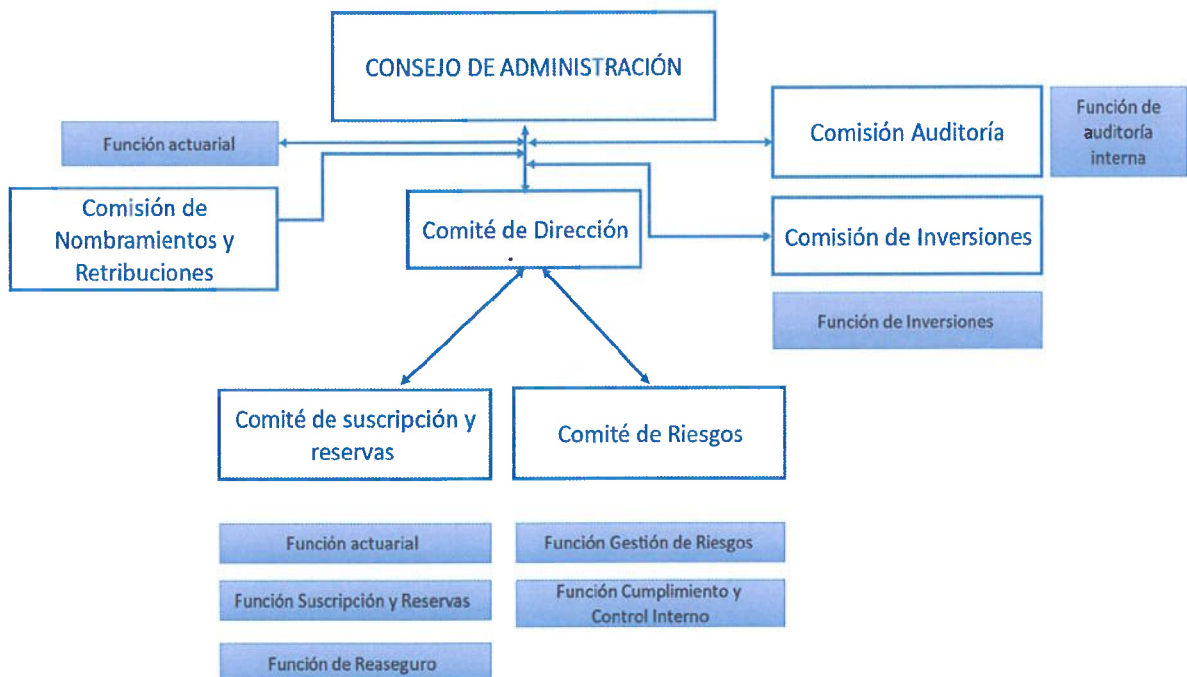 CONSEJO DE ADMINISTRACIÓN
Función actuarial
Comisión Auditoría
Función de
auditoría
interna
Comisión de
Nombramientos y
Retribuciones
Comité de Dirección
Comisión de Inversiones
Función de Inversiones
Comité de suscripción y
reservas
Comité de Riesgos
Función actuarial
Función Gestión de Riesgos
Función Suscripción y Reservas
Función Cumplimiento y
Control Interno
Función de Reaseguro